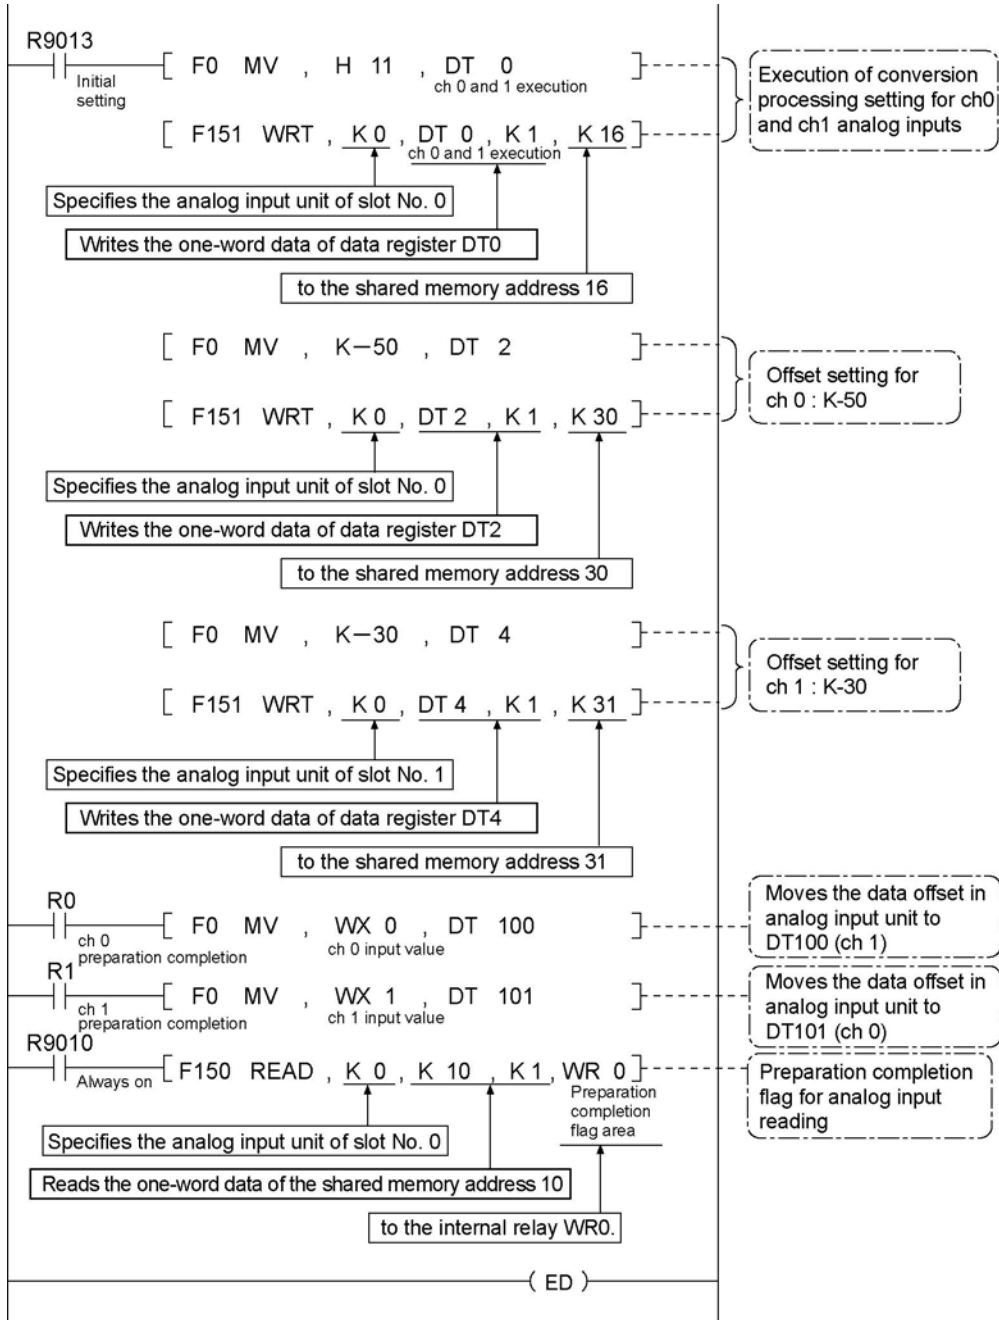 R9013
Initial
setting
[ F0 MV , H 11 , DT 0 ]
ch 0 and 1 execution
[ F151 WRT , K 0 , DT 0 , K 1 , K 16 ]
ch 0 and 1 execution
Execution of conversion
processing setting for ch0
and ch1 analog inputs
Specifies the analog input unit of slot No. 0
Writes the one-word data of data register DT0
to the shared memory address 16
[ F0 MV , K−50 , DT 2 ]
[ F151 WRT , K 0 , DT 2 , K 1 , K 30 ]
Offset setting for
ch 0 : K-50
Specifies the analog input unit of slot No. 0
Writes the one-word data of data register DT2
to the shared memory address 30
[ F0 MV , K−30 , DT 4 ]
[ F151 WRT , K 0 , DT 4 , K 1 , K 31 ]
Offset setting for
ch 1 : K-30
Specifies the analog input unit of slot No. 1
Writes the one-word data of data register DT4
to the shared memory address 31
R0
ch 0
preparation completion
[ F0 MV , WX 0 , DT 100 ]
ch 0 input value
Moves the data offset in
analog input unit to
DT100 (ch 1)
R1
ch 1
preparation completion
[ F0 MV , WX 1 , DT 101 ]
ch 1 input value
Moves the data offset in
analog input unit to
DT101 (ch 0)
R9010
Always on
[ F150 READ , K 0 , K 10 , K 1 , WR 0 ]
Preparation
completion
flag area
Preparation completion
flag for analog input
reading
Specifies the analog input unit of slot No. 0
Reads the one-word data of the shared memory address 10
to the internal relay WR0.
( ED )